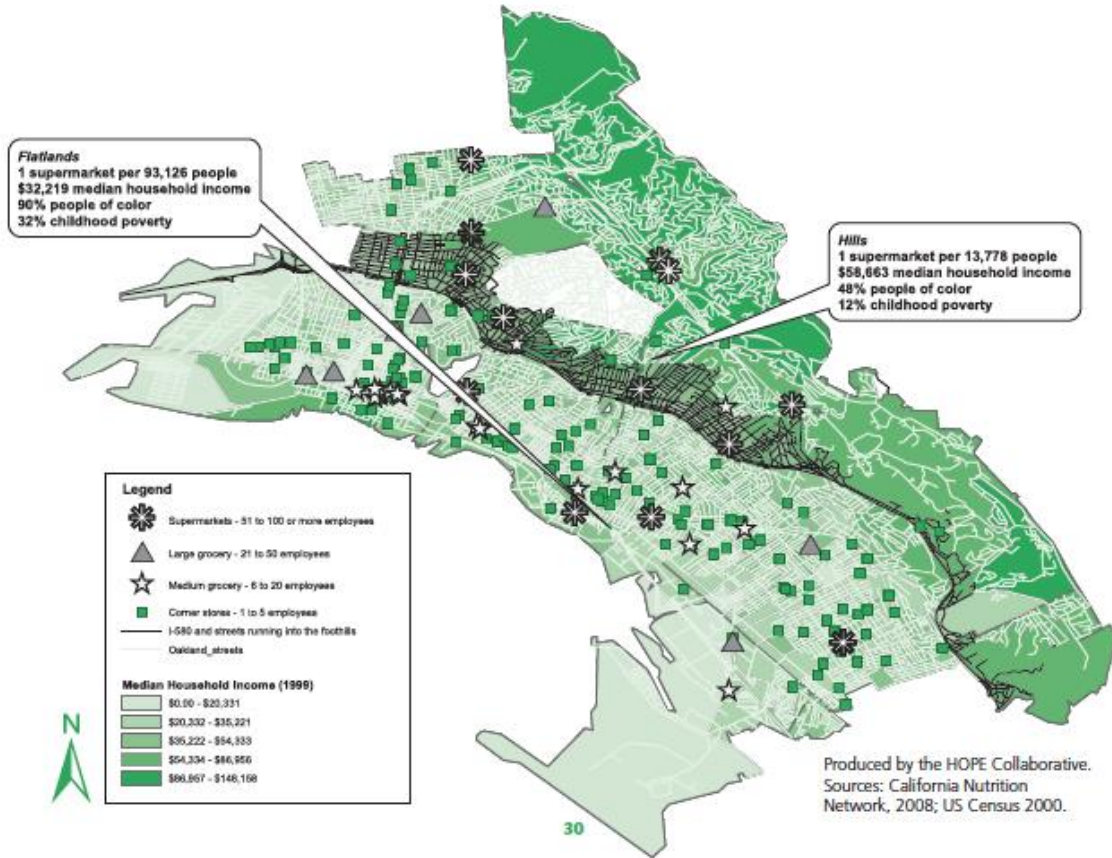 Flatlands
1 supermarket per 93,126 people
$32,219 median household income
90% people of color
32% childhood poverty
Hills
1 supermarket per 13,778 people
$58,663 median household income
48% people of color
12% childhood poverty
Legend
Supermarkets - 51 to 100 or more employees
Large grocery - 21 to 50 employees
Medium grocery - 6 to 20 employees
Corner stores - 1 to 5 employees
I-580 and streets running into the foothills
Oakland_streets
Median Household Income (1999)
$0.00 - $20,331
$20,332 - $35,221
$35,222 - $54,333
$54,334 - $86,956
$86,957 - $148,158
N
Produced by the HOPE Collaborative.
Sources: California Nutrition
Network, 2008; US Census 2000.
30